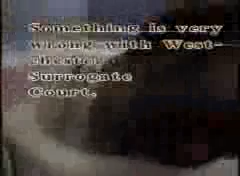 Something is very
wrong with West-
chester
Surrogate
Court.